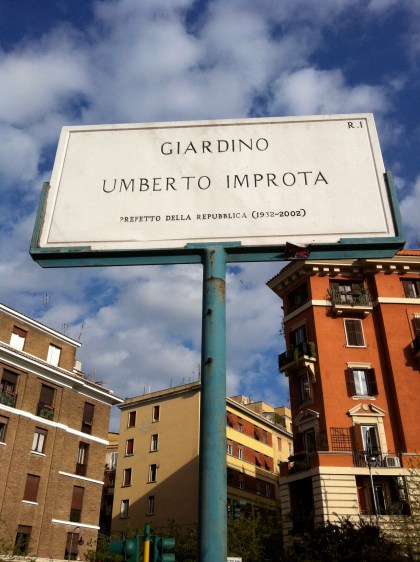 R.I
GIARDINO
UMBERTO IMPROTA
PREFETTO DELLA REPUBBLICA (1932-2002)